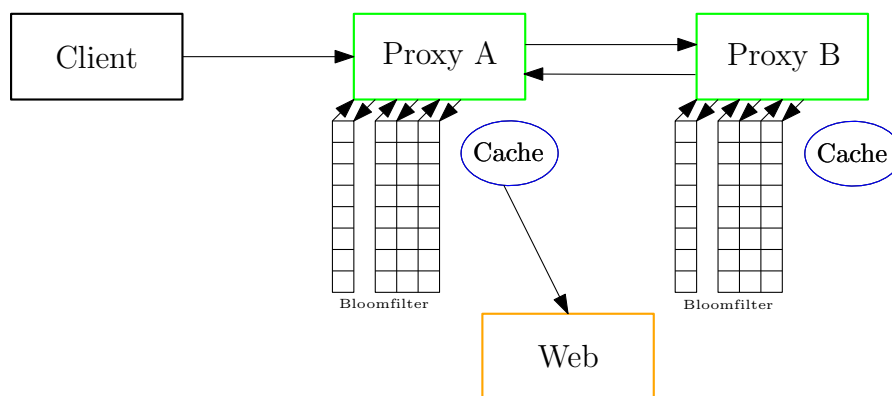 Client
Proxy A
Proxy B
Cache
Cache
Bloomfilter
Bloomfilter
Web